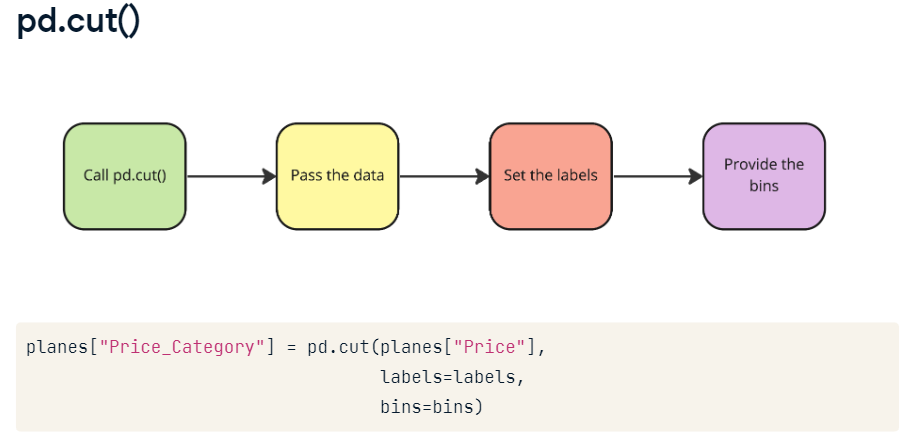 pd.cut()
Call pd.cut()
Pass the data
Set the labels
Provide the
bins
planes["Price_Category"] = pd.cut(planes["Price"],
labels=labels,
bins=bins)